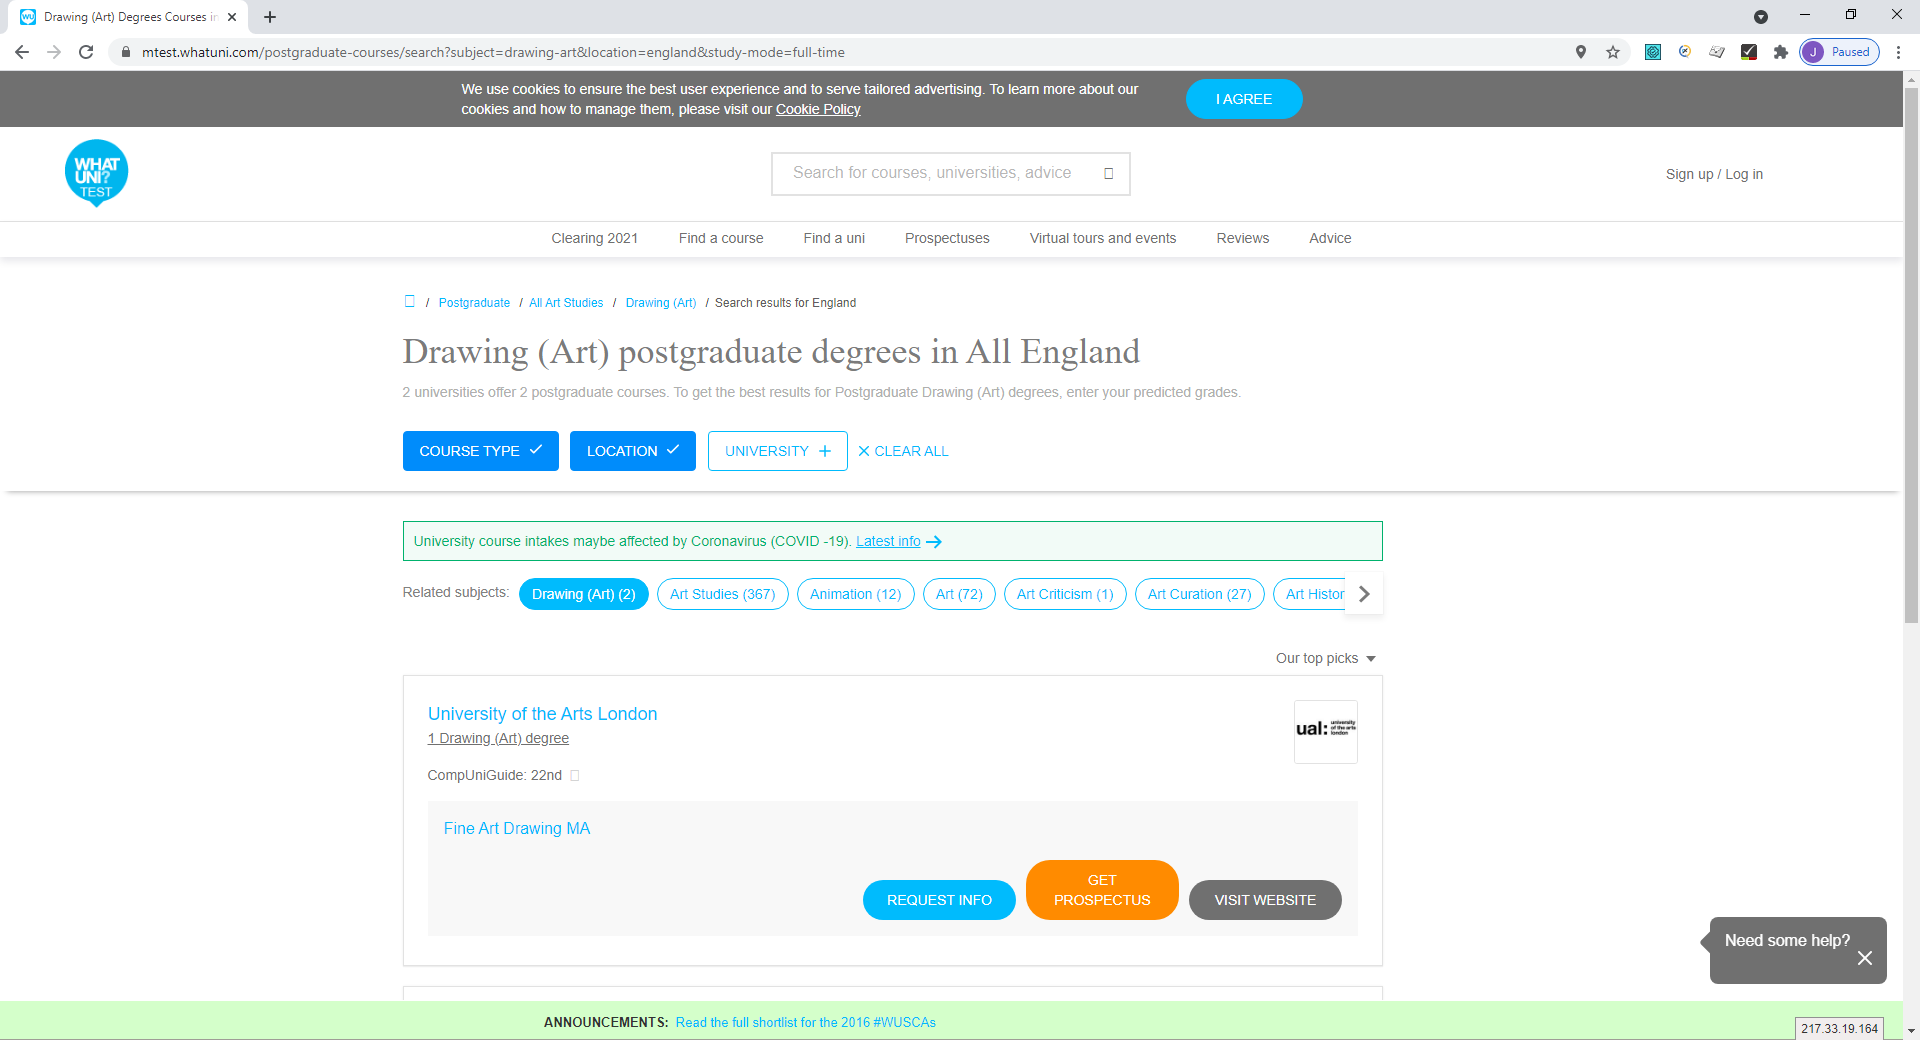 Drawing (Art) Degrees Courses in
mtest.whatuni.com/postgraduate-courses/search?subject=drawing-art&location=england&study-mode=full-time
J Paused
We use cookies to ensure the best user experience and to serve tailored advertising. To learn more about our
cookies and how to manage them, please visit our Cookie Policy
I AGREE
WHAT
UNI?
TEST
Search for courses, universities, advice
Sign up / Log in
Clearing 2021 Find a course Find a uni Prospectuses Virtual tours and events Reviews Advice
/ Postgraduate / All Art Studies / Drawing (Art) / Search results for England
Drawing (Art) postgraduate degrees in All England
2 universities offer 2 postgraduate courses. To get the best results for Postgraduate Drawing (Art) degrees, enter your predicted grades.
COURSE TYPE LOCATION UNIVERSITY CLEAR ALL
University course intakes maybe affected by Coronavirus (COVID -19). Latest info
Related subjects: Drawing (Art) (2) Art Studies (367) Animation (12) Art (72) Art Criticism (1) Art Curation (27) Art Histor
Our top picks
University of the Arts London
1 Drawing (Art) degree
ual: university of the arts london
CompUniGuide: 22nd
Fine Art Drawing MA
REQUEST INFO
GET PROSPECTUS
VISIT WEBSITE
Need some help?
ANNOUNCEMENTS: Read the full shortlist for the 2016 #WUSCAs
217.33.19.164